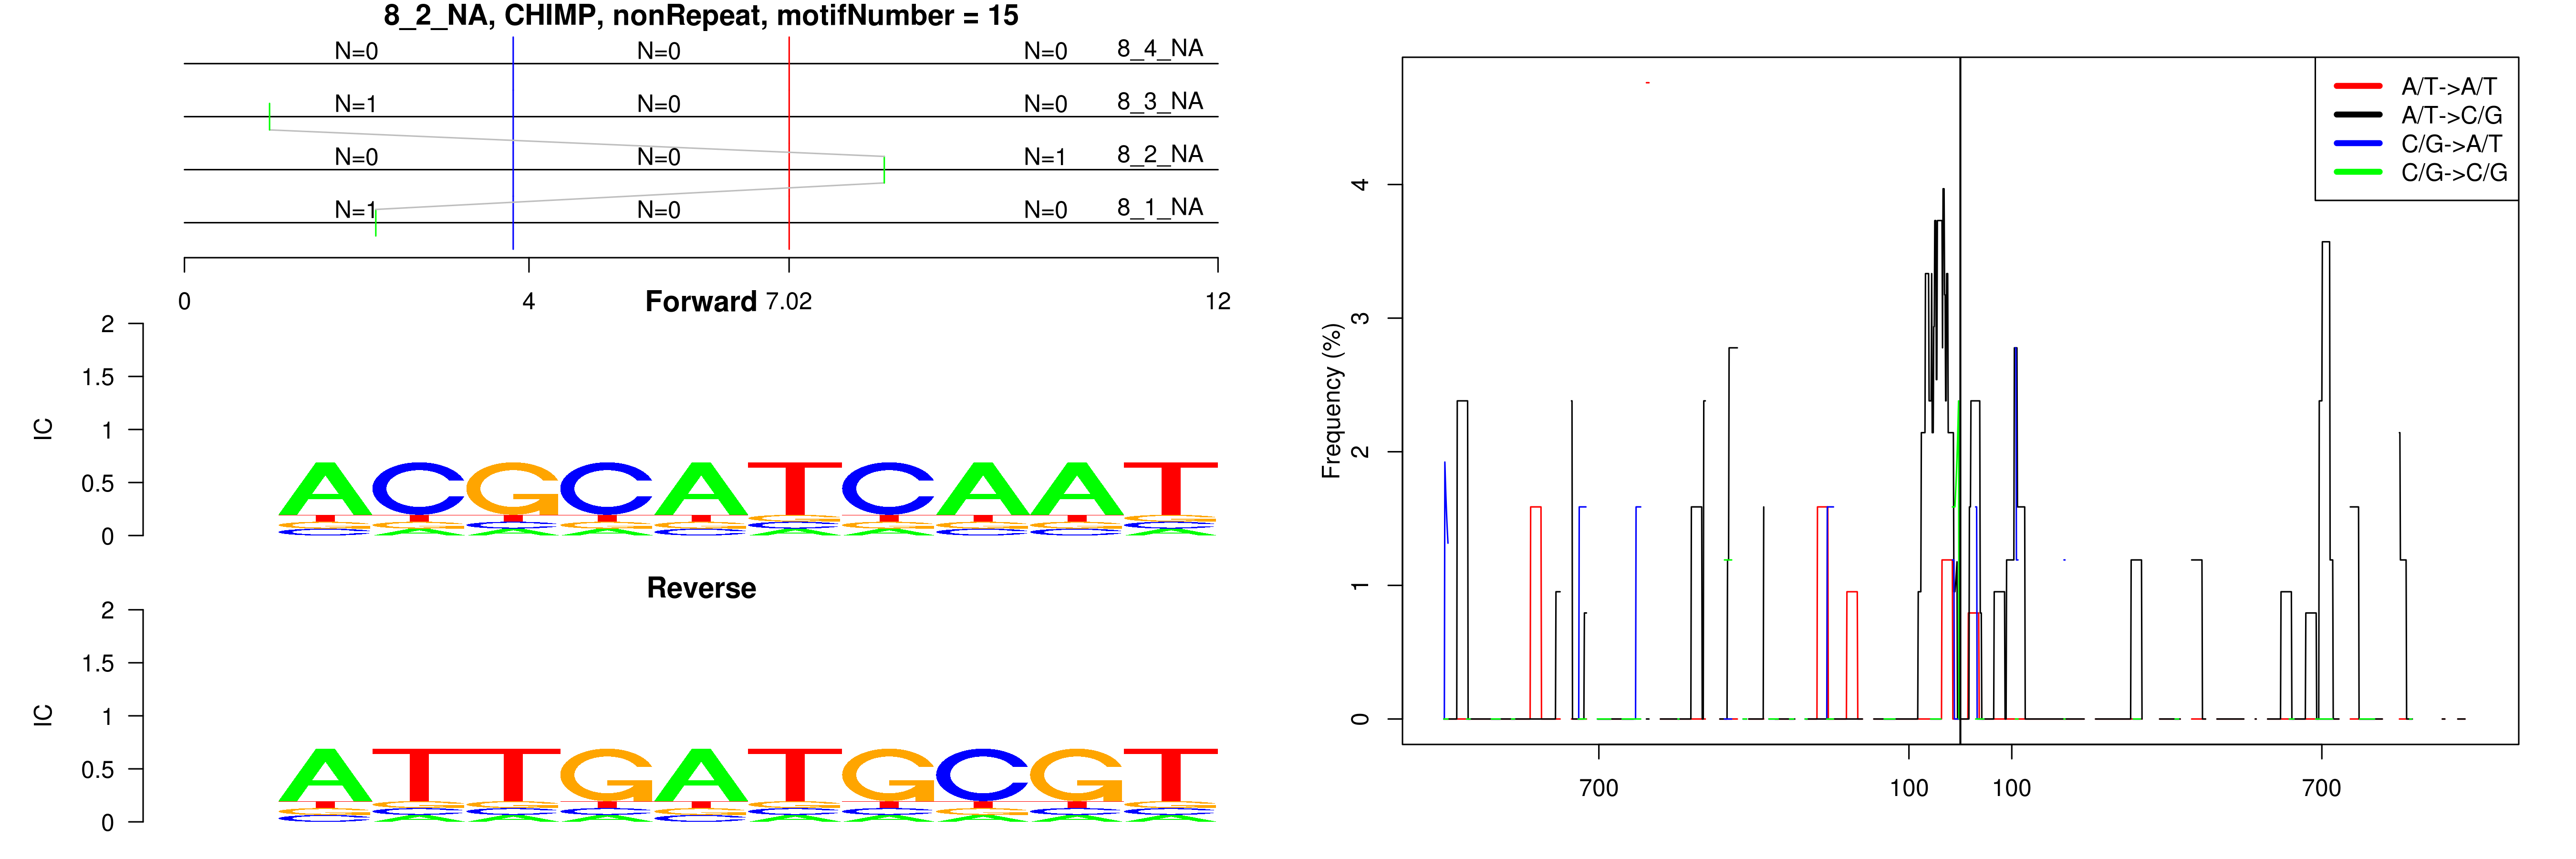 8_2_NA, CHIMP, nonRepeat, motifNumber = 15
N=0 N=0 N=0 8_4_NA
N=1 N=0 N=0 8_3_NA
N=0 N=0 N=1 8_2_NA
N=1 N=0 N=0 8_1_NA
0 4 7.02 12
Forward
2
1.5
1
0.5
0
IC
ACGCATCAAT
Reverse
2
1.5
1
0.5
0
IC
ATTGATGCGT
A/T->A/T
A/T->C/G
C/G->A/T
C/G->C/G
Frequency (%)
4
3
2
1
0
700 100 100 700